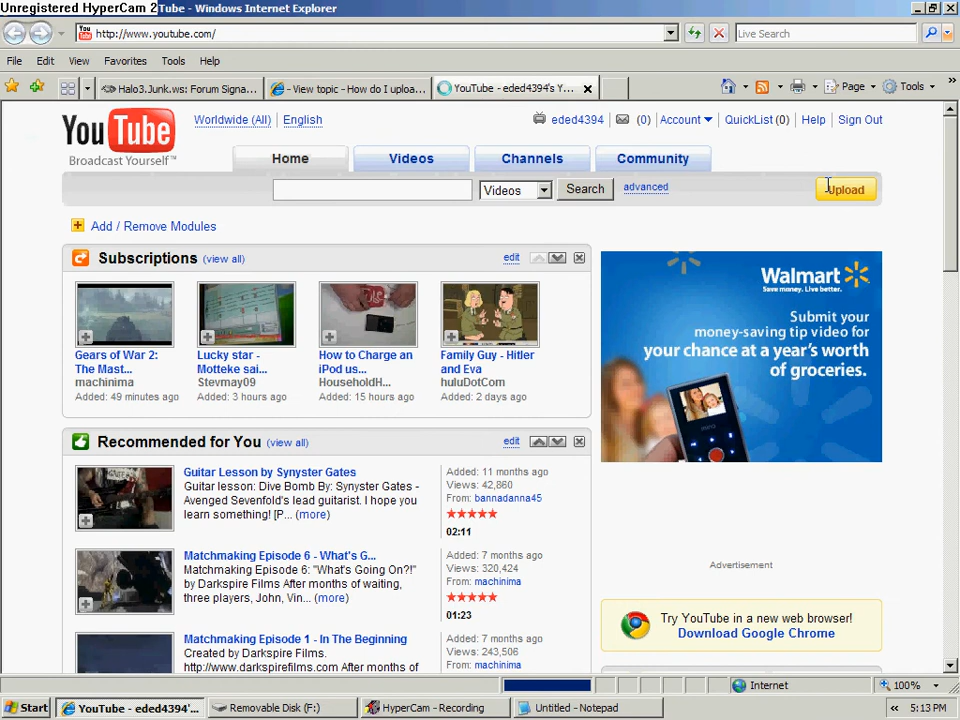 Unregistered HyperCam 2
Tube - Windows Internet Explorer
http://www.youtube.com/
Live Search
File Edit View Favorites Tools Help
Halo3.Junk.ws: Forum Signa...
- View topic - How do I uploa...
YouTube - eded4394's Y...
Page
Tools
You Tube
Broadcast Yourself™
Worldwide (All) English
eded4394 (0) Account QuickList (0) Help Sign Out
Home Videos Channels Community
Videos Search advanced Upload
Add / Remove Modules
Subscriptions (view all) edit
Gears of War 2: The Mast...
machinima
Added: 49 minutes ago
Lucky star - Motteke sai...
Stevmay09
Added: 3 hours ago
How to Charge an iPod us...
HouseholdH...
Added: 15 hours ago
Family Guy - Hitler and Eva
huluDotCom
Added: 2 days ago
Walmart
Save money. Live better.
Submit your
money-saving tip video for
your chance at a year's worth
of groceries.
Recommended for You (view all) edit
Guitar Lesson by Synyster Gates
Guitar lesson: Dive Bomb By: Synyster Gates -
Avenged Sevenfold's lead guitarist. I hope you
learn something! [P... (more)
Added: 11 months ago
Views: 42,860
From: bannadanna45
02:11
Matchmaking Episode 6 - What's G...
Matchmaking Episode 6: "What's Going On?!"
by Darkspire Films After months of waiting,
three players, John, Vin... (more)
Added: 7 months ago
Views: 320,424
From: machinima
01:23
Matchmaking Episode 1 - In The Beginning
Created by Darkspire Films.
http://www.darkspirefilms.com After months of
Added: 7 months ago
Views: 243,506
From: machinima
Advertisement
Try YouTube in a new web browser!
Download Google Chrome
Internet 100%
Start
YouTube - eded4394'...
Removable Disk (F:)
HyperCam - Recording
Untitled - Notepad
5:13 PM